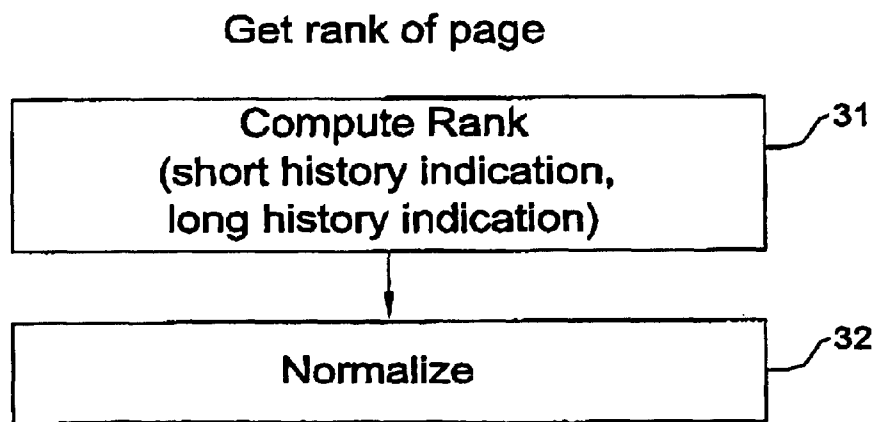 Get rank of page
Compute Rank
31
(short history indication,
long history indication)
32
Normalize